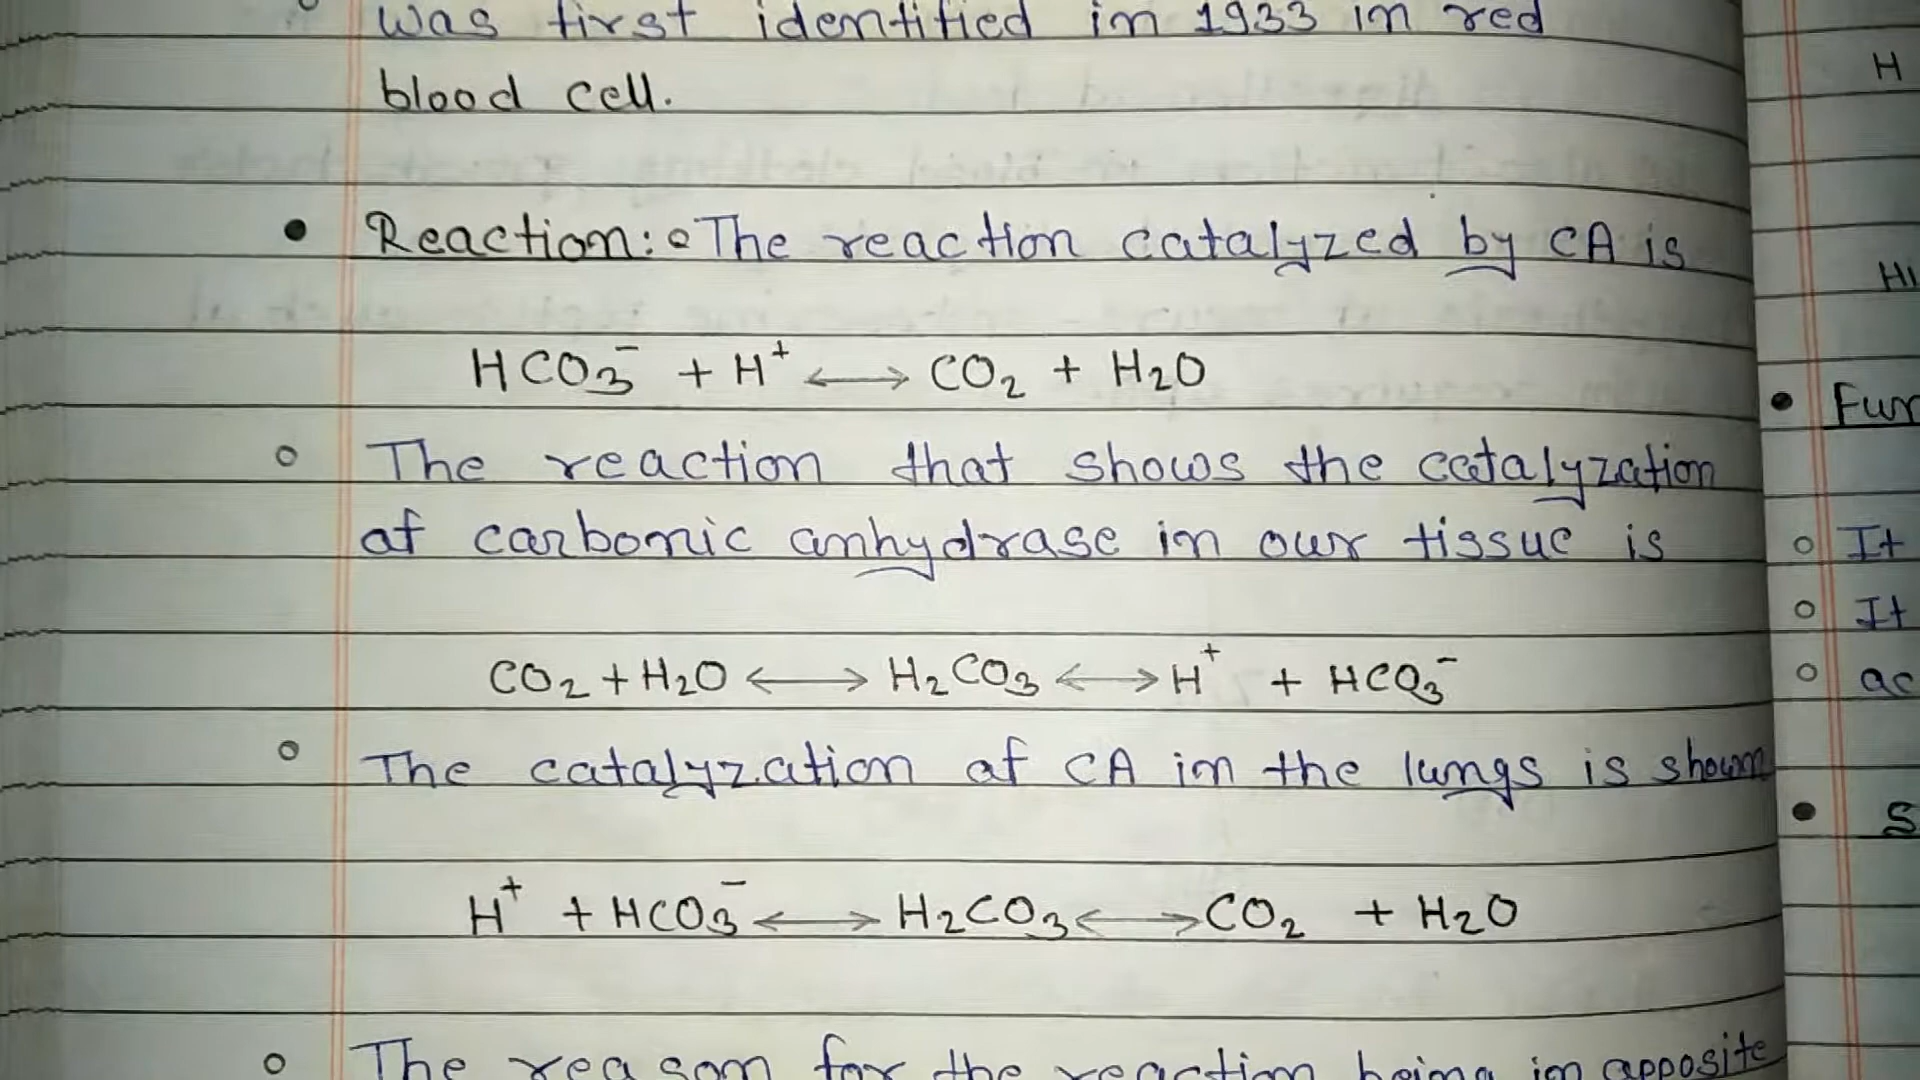 was first identified in 1933 in red
blood cell.
• Reaction:∘ The reaction catalyzed by CA is
HCO₃⁻ + H⁺ ⟷ CO₂ + H₂O
∘ The reaction that shows the catalyzation
of carbonic anhydrase in our tissue is
CO₂ + H₂O ⟷ H₂CO₃ ⟷ H⁺ + HCO₃⁻
∘ The catalyzation of CA in the lungs is shown
H⁺ + HCO₃⁻ ⟷ H₂CO₃ ⟷ CO₂ + H₂O
∘ The reason for the reaction being in opposite
H
Hi
• Fun
∘ It
∘ It
∘ ac
• S